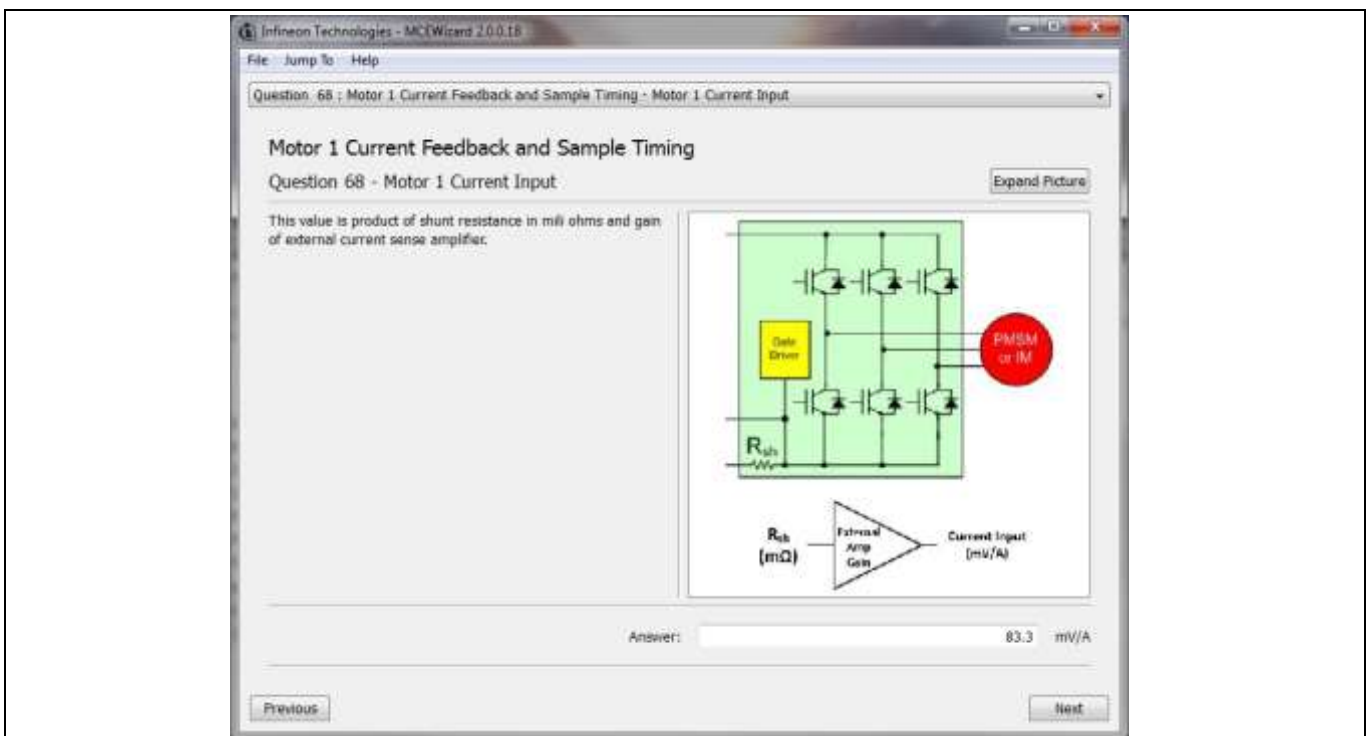 Infineon Technologies - MCEWizard 2.0.0.18
File Jump To Help
Question 68 : Motor 1 Current Feedback and Sample Timing - Motor 1 Current Input
Motor 1 Current Feedback and Sample Timing
Question 68 - Motor 1 Current Input
Expand Picture
This value is product of shunt resistance in mili ohms and gain
of external current sense amplifier.
Gate
Driver
PMSM
or IM
Rsh
Rsh
(mΩ)
External
Amp
Gain
Current Input
(mV/A)
Answer:
83.3 mV/A
Previous
Next